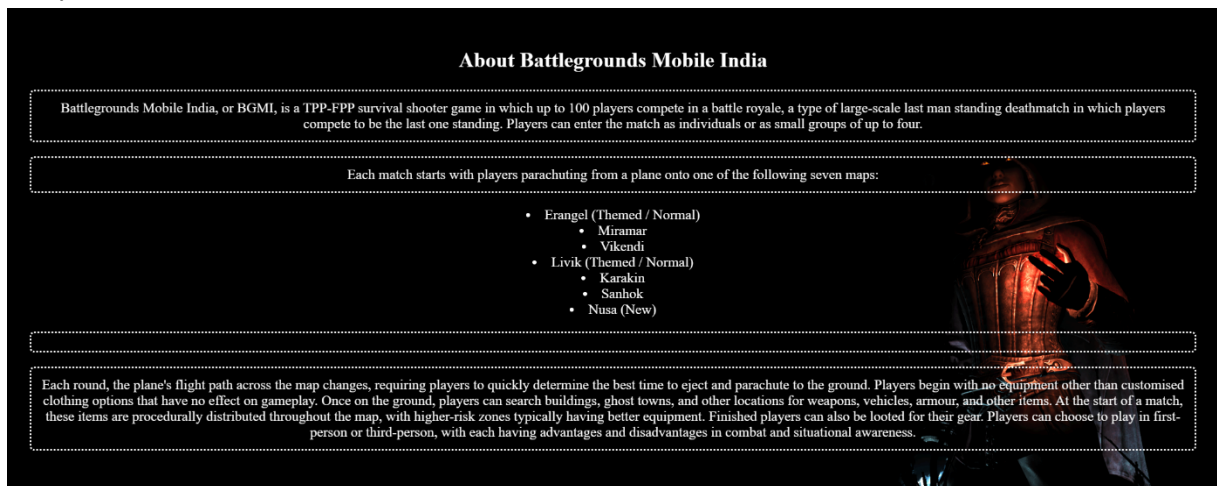 About Battlegrounds Mobile India
Battlegrounds Mobile India, or BGMI, is a TPP-FPP survival shooter game in which up to 100 players compete in a battle royale, a type of large-scale last man standing deathmatch in which players
compete to be the last one standing. Players can enter the match as individuals or as small groups of up to four.
Each match starts with players parachuting from a plane onto one of the following seven maps:
• Erangel (Themed / Normal)
• Miramar
• Vikendi
• Livik (Themed / Normal)
• Karakin
• Sanhok
• Nusa (New)
Each round, the plane's flight path across the map changes, requiring players to quickly determine the best time to eject and parachute to the ground. Players begin with no equipment other than customised
clothing options that have no effect on gameplay. Once on the ground, players can search buildings, ghost towns, and other locations for weapons, vehicles, armour, and other items. At the start of a match,
these items are procedurally distributed throughout the map, with higher-risk zones typically having better equipment. Finished players can also be looted for their gear. Players can choose to play in first-
person or third-person, with each having advantages and disadvantages in combat and situational awareness.